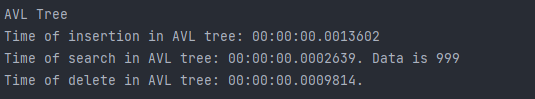 AVL Tree
Time of insertion in AVL tree: 00:00:00.0013602
Time of search in AVL tree: 00:00:00.0002639. Data is 999
Time of delete in AVL tree: 00:00:00.0009814.